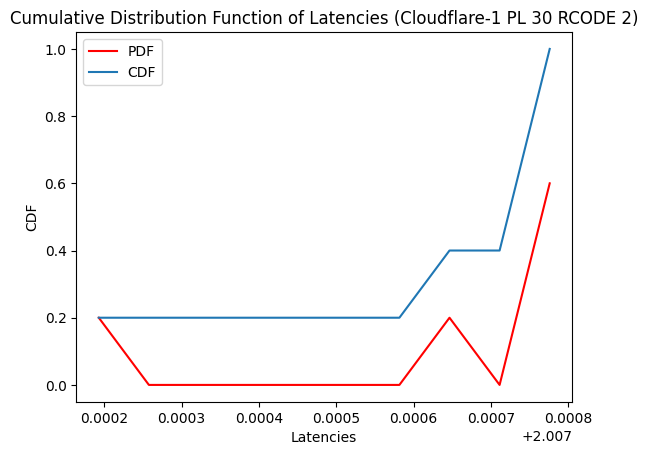 Cumulative Distribution Function of Latencies (Cloudflare-1 PL 30 RCODE 2)
PDF
CDF
1.0
0.8
0.6
0.4
0.2
0.0
CDF
0.0002 0.0003 0.0004 0.0005 0.0006 0.0007 0.0008
Latencies
+2.007